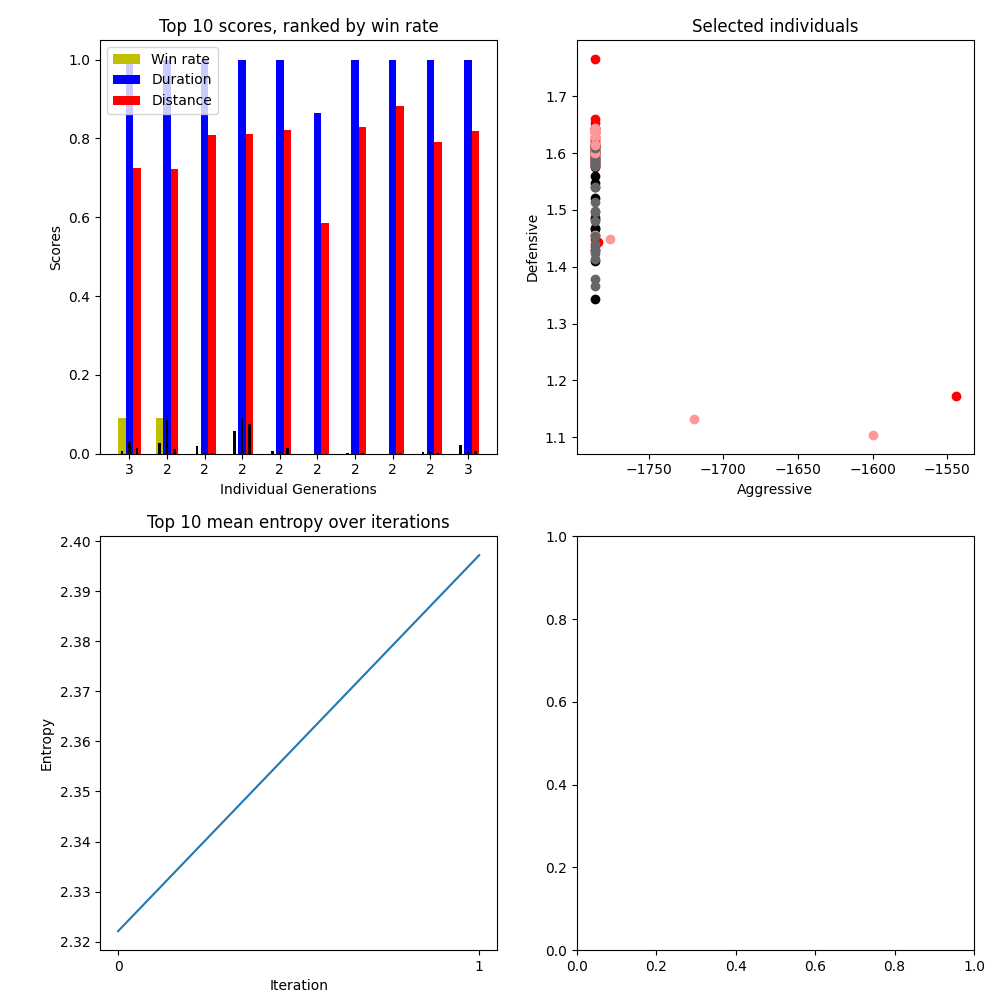 Top 10 scores, ranked by win rate
Win rate
Duration
Distance
Scores
1.0
0.8
0.6
0.4
0.2
0.0
3 2 2 2 2 2 2 2 2 3
Individual Generations
Selected individuals
Defensive
1.7
1.6
1.5
1.4
1.3
1.2
1.1
−1750 −1700 −1650 −1600 −1550
Aggressive
Top 10 mean entropy over iterations
Entropy
2.40
2.39
2.38
2.37
2.36
2.35
2.34
2.33
2.32
0 1
Iteration
1.0
0.8
0.6
0.4
0.2
0.0
0.0 0.2 0.4 0.6 0.8 1.0